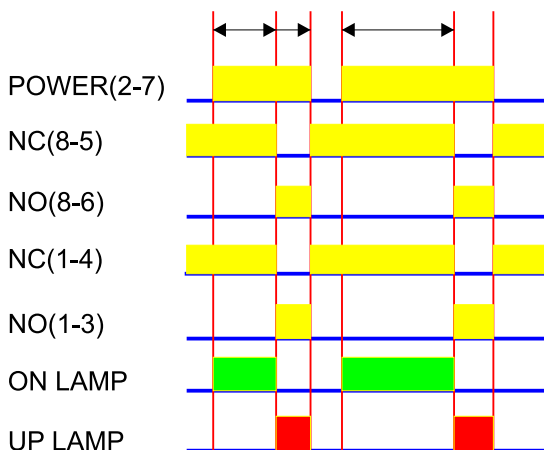 POWER(2-7)
NC(8-5)
NO(8-6)
NC(1-4)
NO(1-3)
ON LAMP
UP LAMP